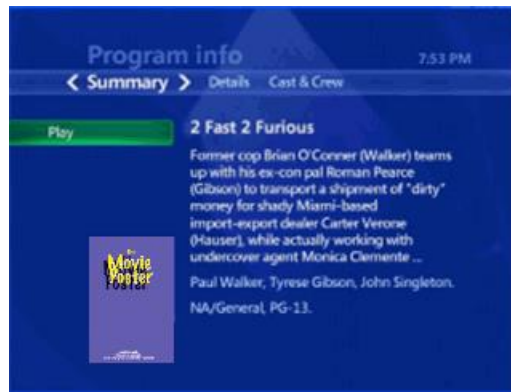 Program info
7:53 PM
< Summary > Details Cast & Crew
Play
2 Fast 2 Furious
Former cop Brian O'Conner (Walker) teams
up with his ex-con pal Roman Pearce
(Gibson) to transport a shipment of "dirty"
money for shady Miami-based
import-export dealer Carter Verone
(Hauser), while actually working with
undercover agent Monica Clemente ...
Paul Walker, Tyrese Gibson, John Singleton.
NA/General, PG-13.
Movie
Poster